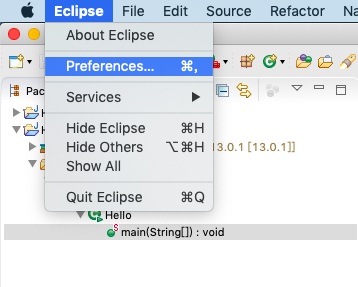 Eclipse File Edit Source Refactor Na
About Eclipse
Preferences... ⌘,
Services
Hide Eclipse ⌘H
Hide Others ⌥⌘H
Show All
Quit Eclipse ⌘Q
Pac
H
H
13.0.1 [13.0.1]]
Hello
main(String[]) : void